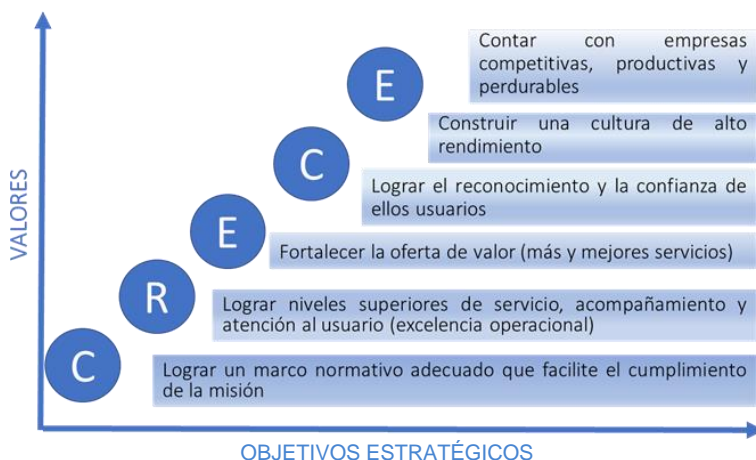 VALORES
E
Contar con empresas
competitivas, productivas y
perdurables
C
Construir una cultura de alto
rendimiento
E
Lograr el reconocimiento y la confianza de
ellos usuarios
R
Fortalecer la oferta de valor (más y mejores servicios)
C
Lograr niveles superiores de servicio, acompañamiento y
atención al usuario (excelencia operacional)
Lograr un marco normativo adecuado que facilite el cumplimiento
de la misión
OBJETIVOS ESTRATÉGICOS